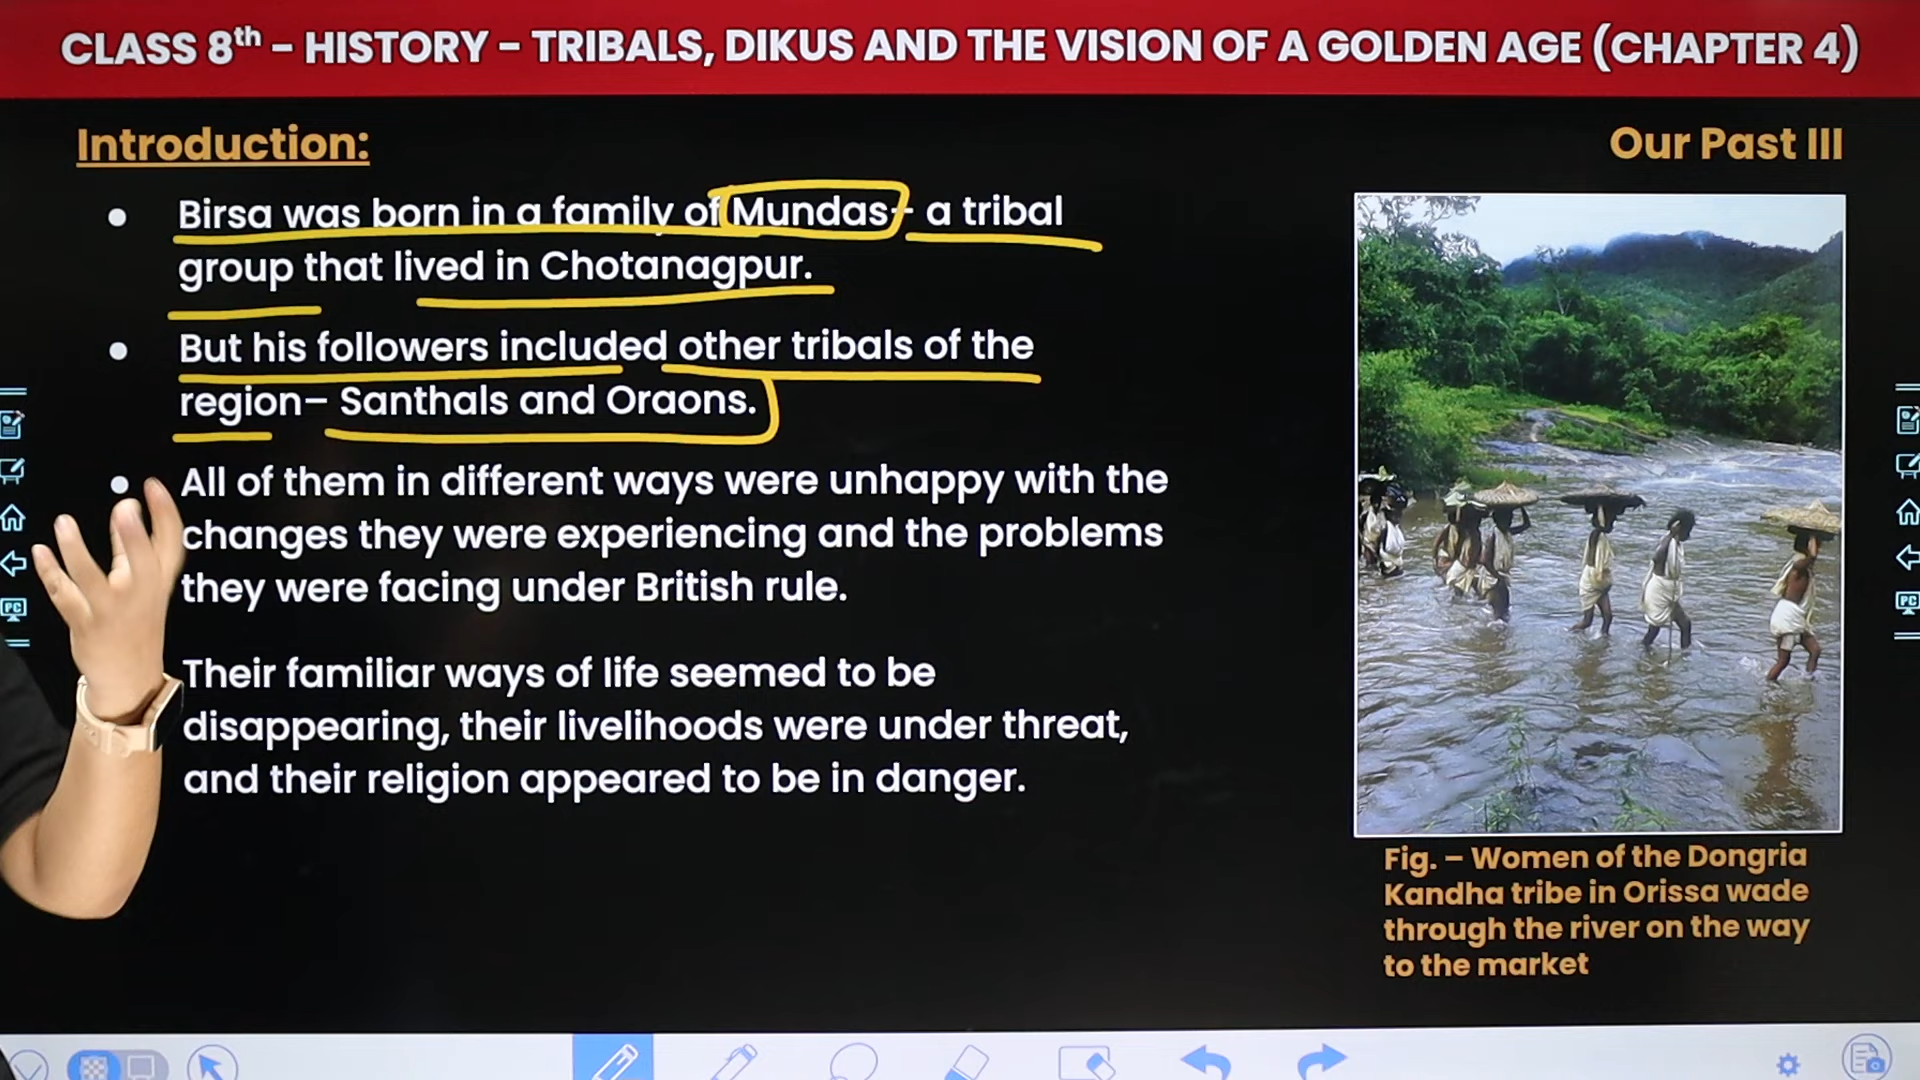 CLASS 8th – HISTORY – TRIBALS, DIKUS AND THE VISION OF A GOLDEN AGE (CHAPTER 4)
Introduction:
Our Past III
• Birsa was born in a family of Mundas– a tribal
group that lived in Chotanagpur.
• But his followers included other tribals of the
region– Santhals and Oraons.
• All of them in different ways were unhappy with the
changes they were experiencing and the problems
they were facing under British rule.
Their familiar ways of life seemed to be
disappearing, their livelihoods were under threat,
and their religion appeared to be in danger.
Fig. – Women of the Dongria
Kandha tribe in Orissa wade
through the river on the way
to the market
PC
PC